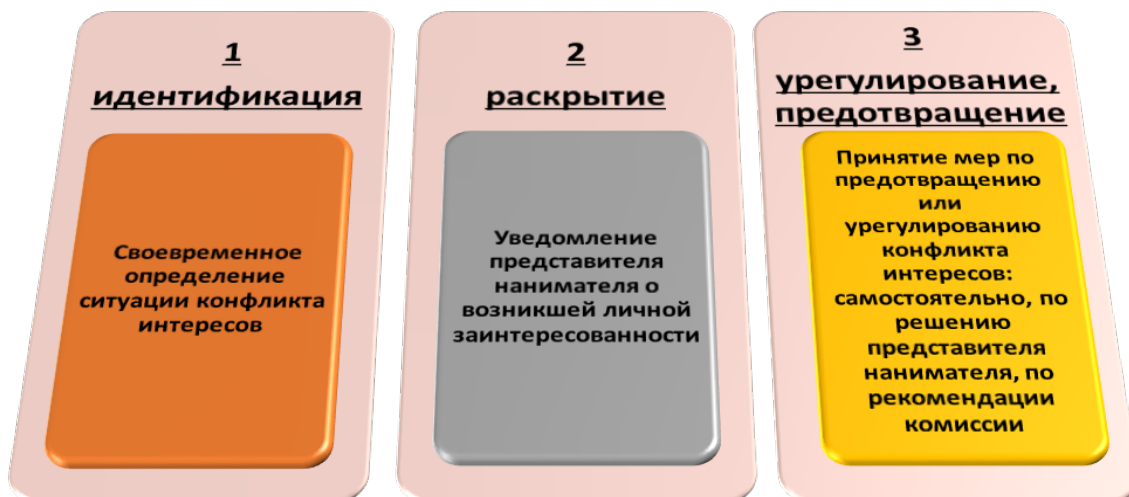 1
идентификация
Своевременное
определение
ситуации конфликта
интересов
2
раскрытие
Уведомление
представителя
нанимателя о
возникшей личной
заинтересованности
3
урегулирование,
предотвращение
Принятие мер по
предотвращению
или
урегулированию
конфликта
интересов:
самостоятельно, по
решению
представителя
нанимателя, по
рекомендации
комиссии